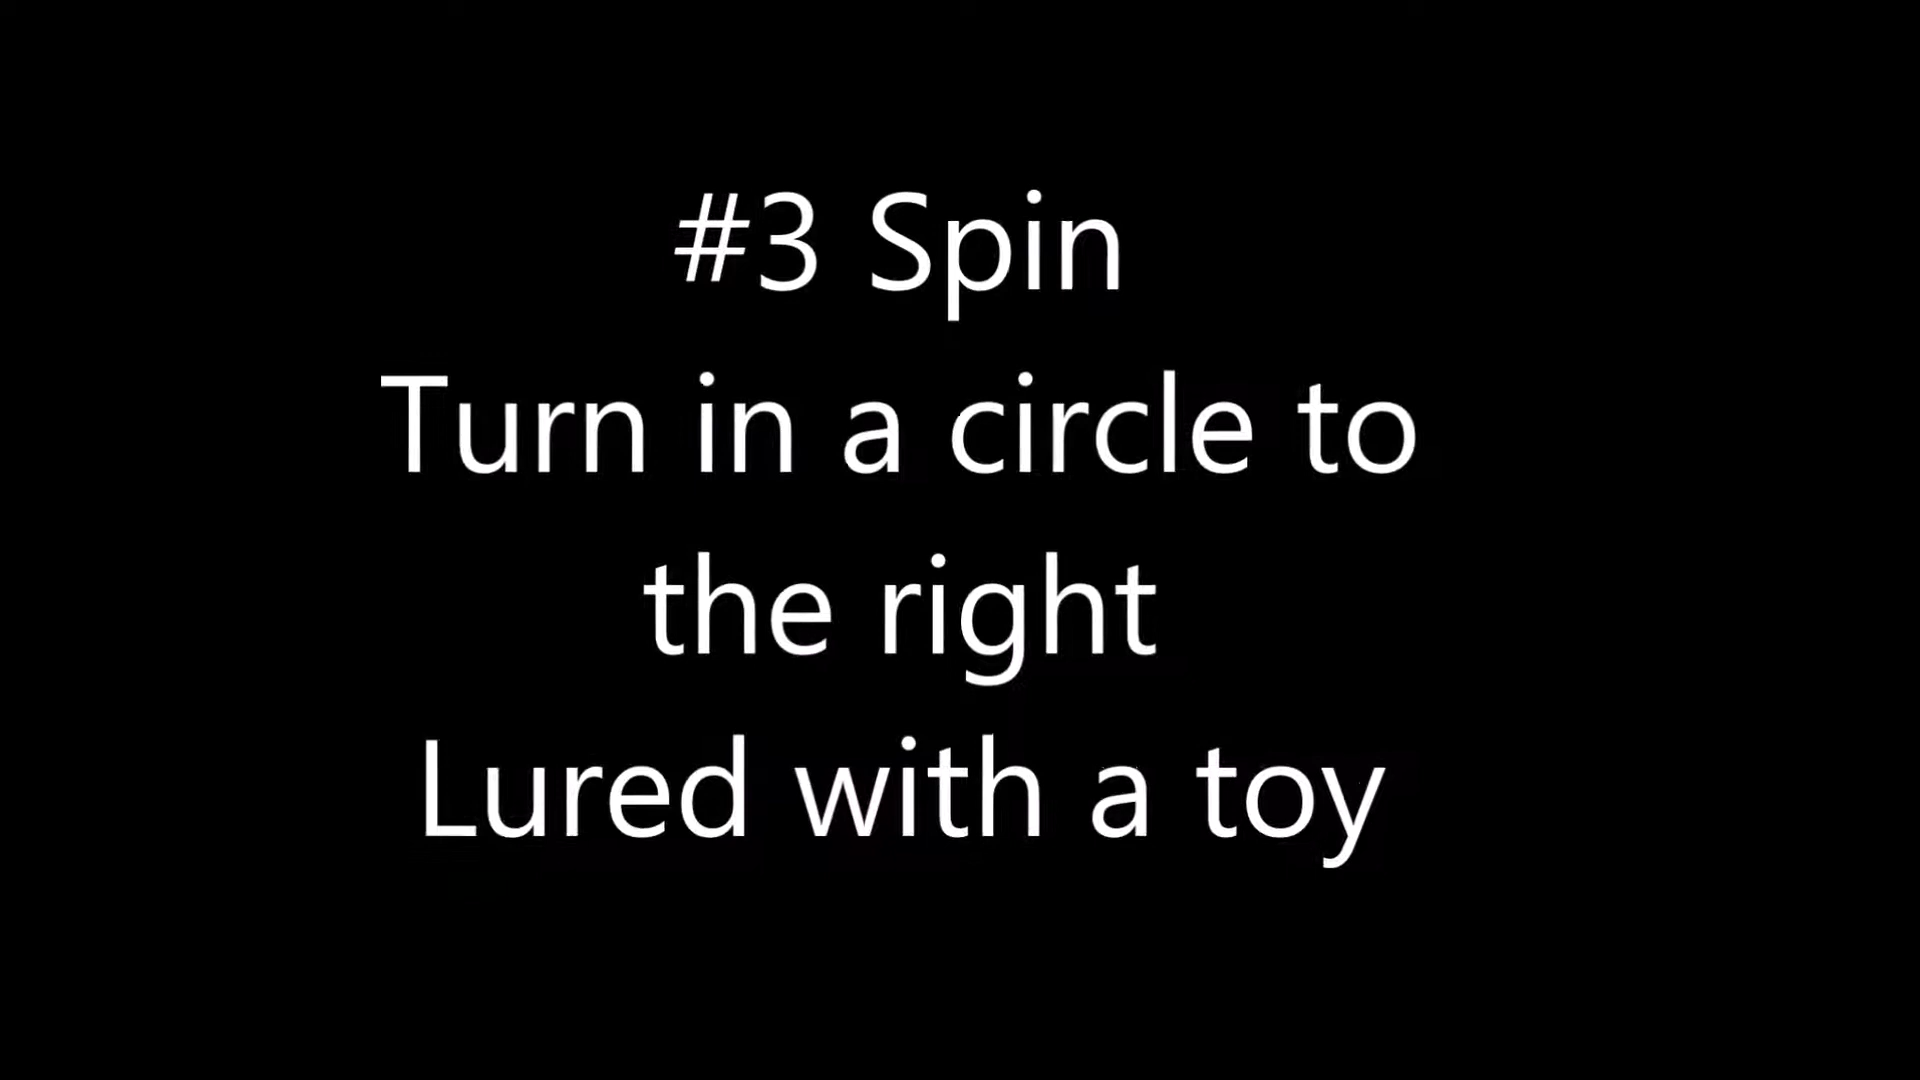 #3 Spin
Turn in a circle to
the right
Lured with a toy